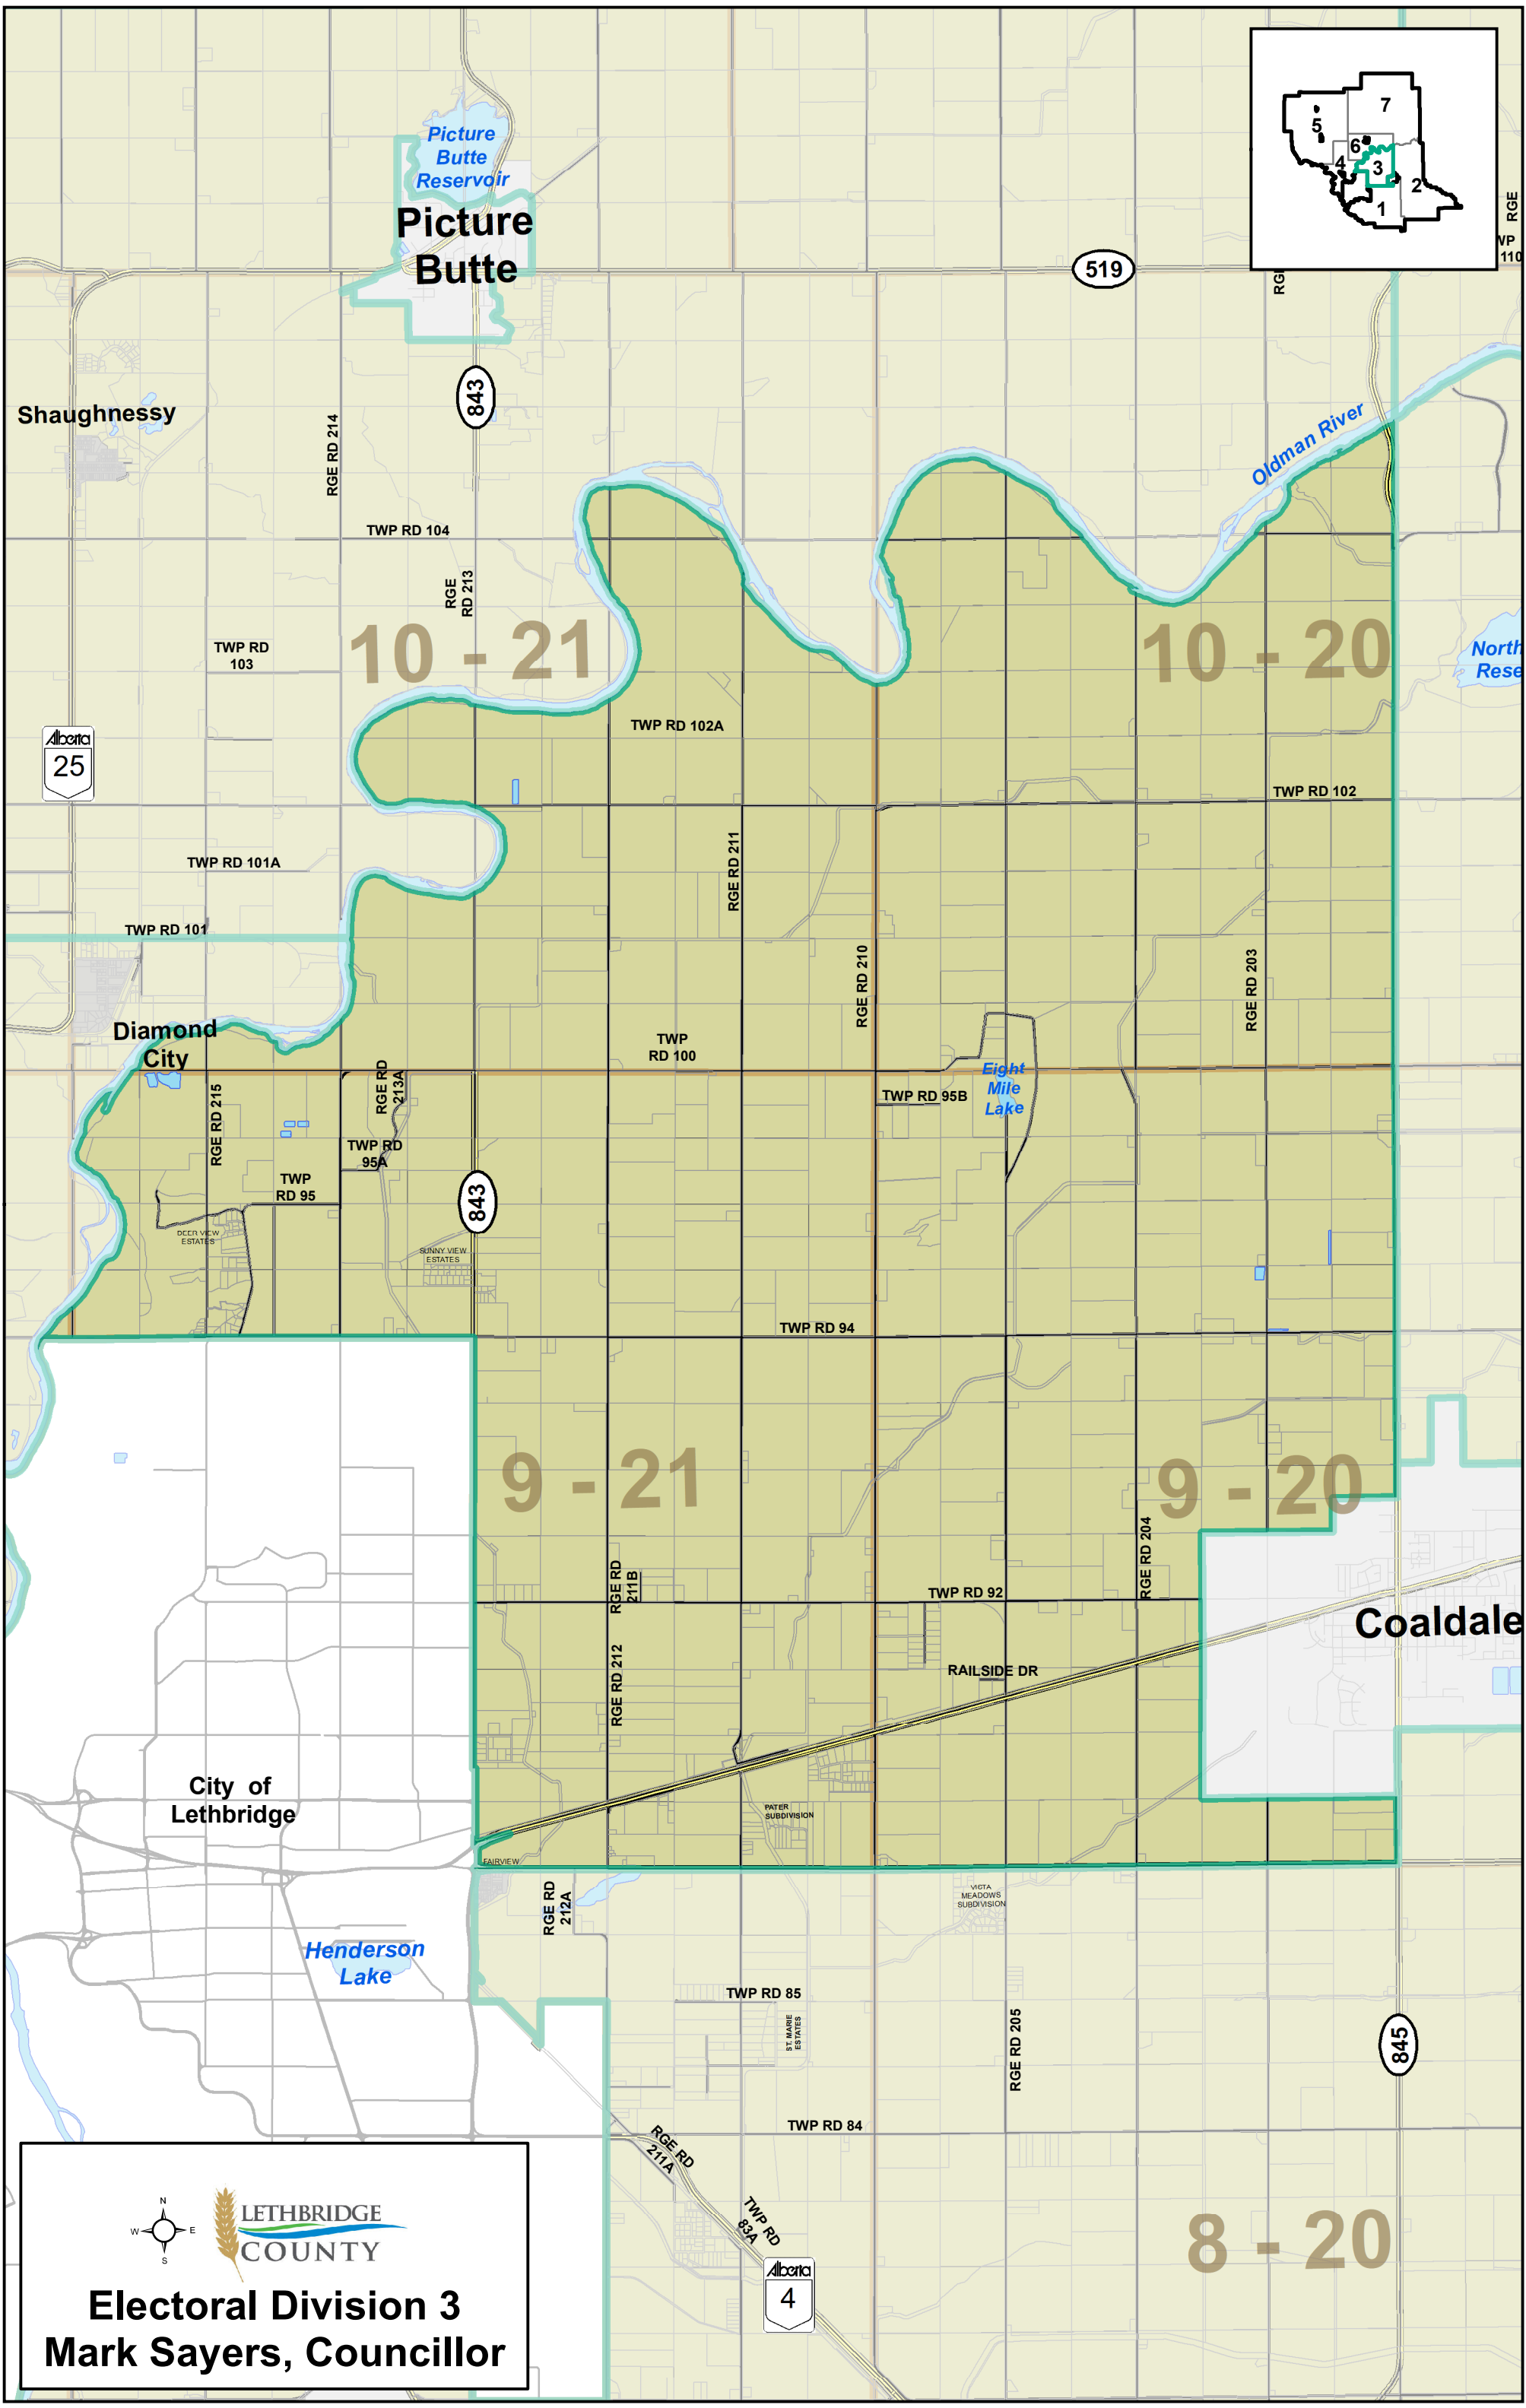 Picture
Butte
Reservoir
Picture
Butte
7
5
6
4
3
2
1
RGE
110
519
843
Shaughnessy
RGE RD 214
Oldman River
TWP RD 104
RGE
RD 213
10 - 21
10 - 20
TWP RD
103
North
Rese
TWP RD 102A
Alberta
25
TWP RD 102
TWP RD 101A
RGE RD 211
TWP RD 101
RGE RD 210
RGE RD 203
Diamond
City
TWP
RD 100
RGE RD
213A
RGE RD 215
Eight
Mile
Lake
TWP RD 95B
TWP RD
95A
TWP
RD 95
843
DEER VIEW
ESTATES
SUNNY VIEW
ESTATES
TWP RD 94
9 - 21
9 - 20
RGE RD 204
RGE RD
211B
TWP RD 92
Coaldale
RGE RD 212
RAILSIDE DR
City of
Lethbridge
PATER
SUBDIVISION
FAIRVIEW
RGE RD
212A
VISTA
MEADOWS
SUBDIVISION
Henderson
Lake
TWP RD 85
ST. MARIE
ESTATES
RGE RD 205
845
TWP RD 84
RGE RD
211A
TWP RD
83A
8 - 20
Alberta
4
N
W
E
S
LETHBRIDGE
COUNTY
Electoral Division 3
Mark Sayers, Councillor